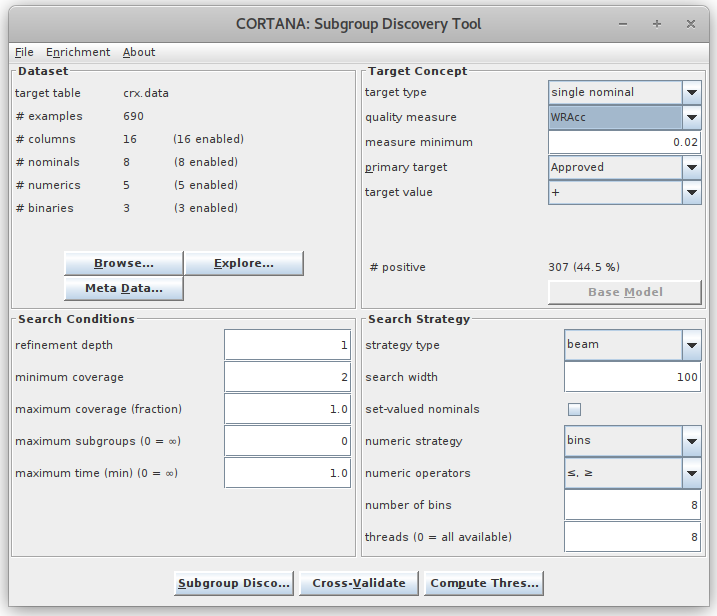 CORTANA: Subgroup Discovery Tool
File Enrichment About
Dataset
target table crx.data
# examples 690
# columns 16 (16 enabled)
# nominals 8 (8 enabled)
# numerics 5 (5 enabled)
# binaries 3 (3 enabled)
Browse... Explore...
Meta Data...
Target Concept
target type single nominal
quality measure WRAcc
measure minimum 0.02
primary target Approved
target value +
# positive 307 (44.5 %)
Base Model
Search Conditions
refinement depth 1
minimum coverage 2
maximum coverage (fraction) 1.0
maximum subgroups (0 = ∞) 0
maximum time (min) (0 = ∞) 1.0
Search Strategy
strategy type beam
search width 100
set-valued nominals
numeric strategy bins
numeric operators ≤, ≥
number of bins 8
threads (0 = all available) 8
Subgroup Disco... Cross-Validate Compute Thres...